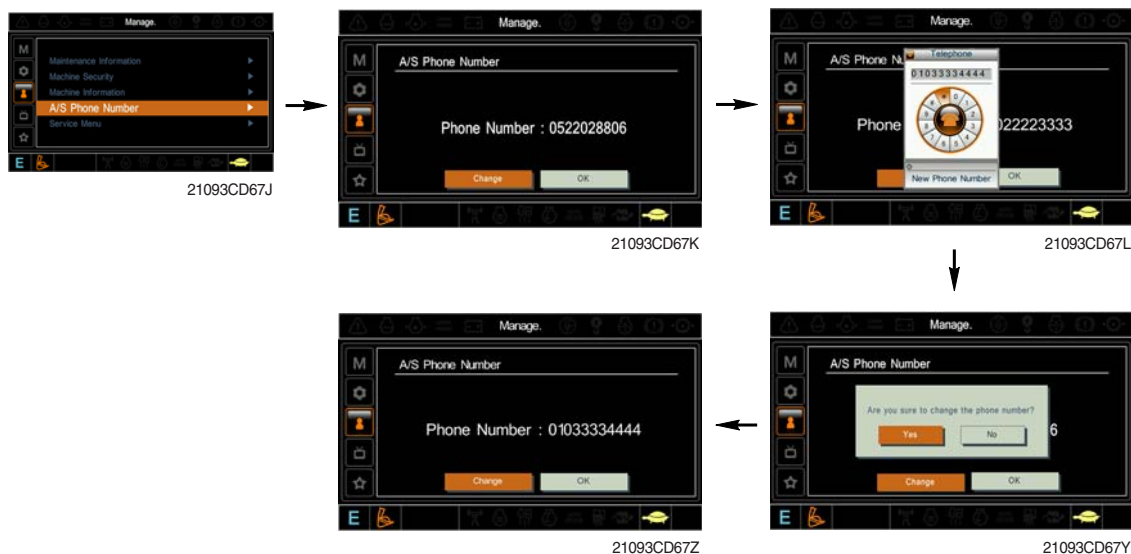 Manage.
M
Maintenance Information
Machine Security
Machine Information
A/S Phone Number
Service Menu
E
21093CD67J
Manage.
M
A/S Phone Number
Phone Number : 0522028806
Change
OK
E
21093CD67K
Manage.
M
A/S Phone Nu
Telephone
01033334444
Phone
022223333
New Phone Number
OK
E
21093CD67L
Manage.
M
A/S Phone Number
Phone Number : 01033334444
Change
OK
E
21093CD67Z
Manage.
M
A/S Phone Number
Are you sure to change the phone number?
Yes
No
6
Change
OK
E
21093CD67Y